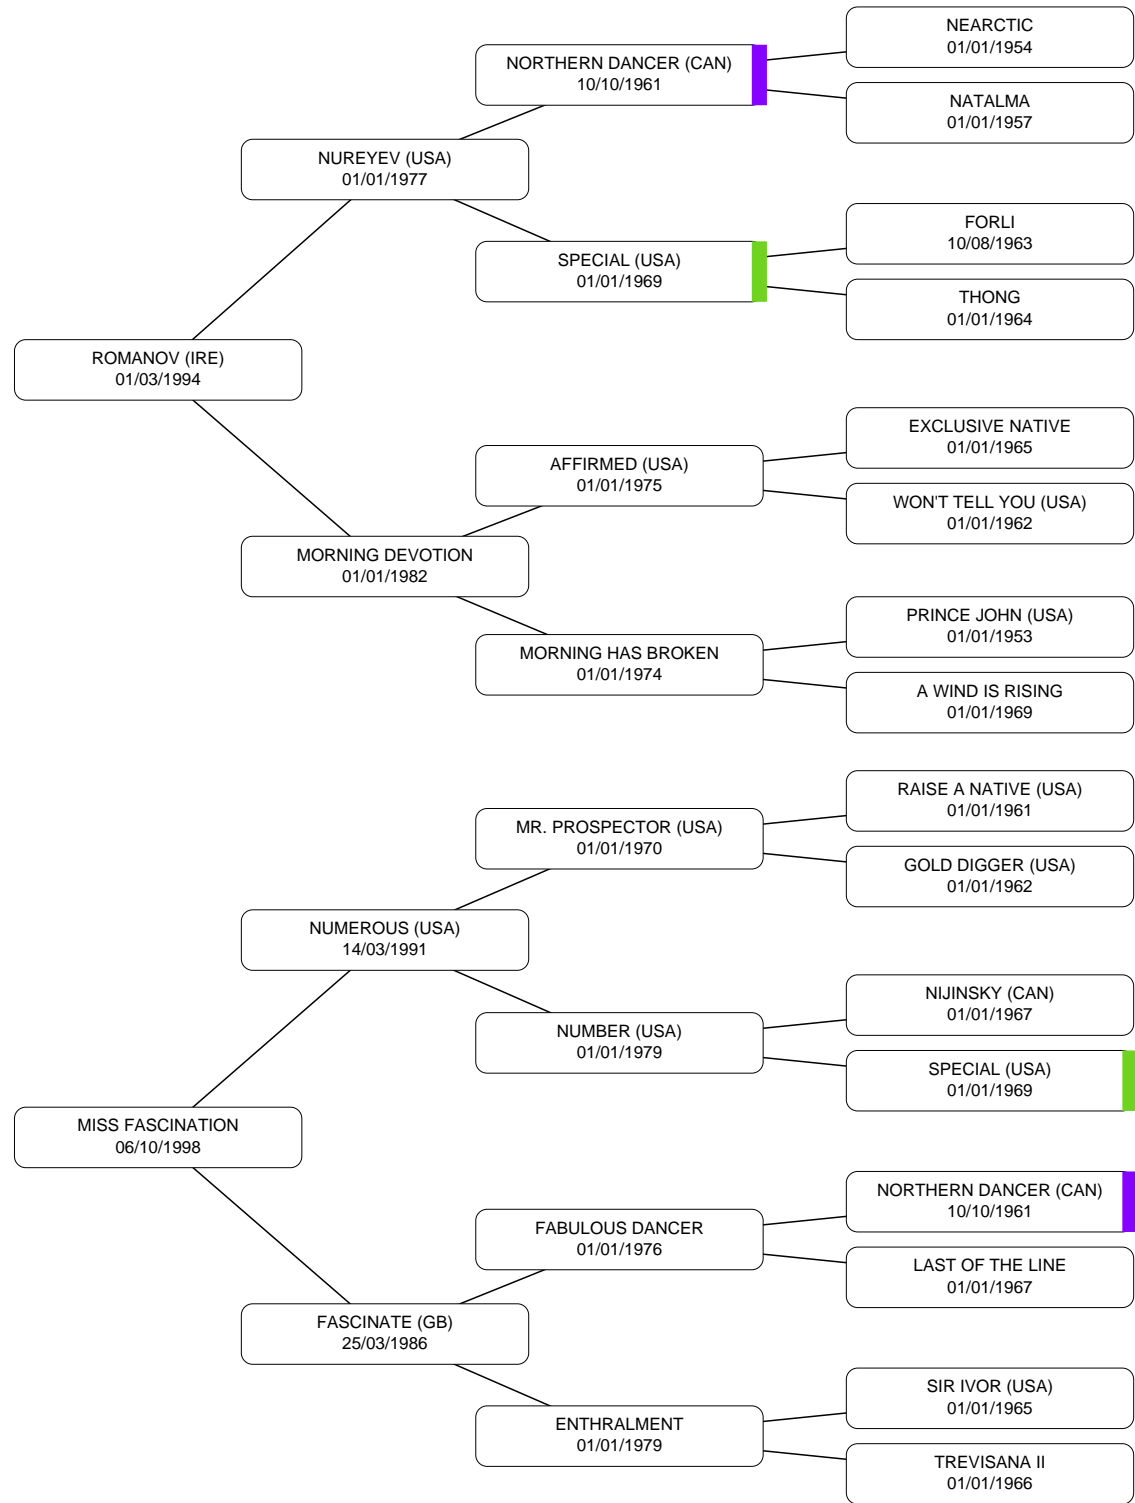 NEARCTIC
01/01/1954
NORTHERN DANCER (CAN)
10/10/1961
NATALMA
01/01/1957
NUREYEV (USA)
01/01/1977
FORLI
10/08/1963
SPECIAL (USA)
01/01/1969
THONG
01/01/1964
ROMANOV (IRE)
01/03/1994
EXCLUSIVE NATIVE
01/01/1965
AFFIRMED (USA)
01/01/1975
WON'T TELL YOU (USA)
01/01/1962
MORNING DEVOTION
01/01/1982
PRINCE JOHN (USA)
01/01/1953
MORNING HAS BROKEN
01/01/1974
A WIND IS RISING
01/01/1969
RAISE A NATIVE (USA)
01/01/1961
MR. PROSPECTOR (USA)
01/01/1970
GOLD DIGGER (USA)
01/01/1962
NUMEROUS (USA)
14/03/1991
NIJINSKY (CAN)
01/01/1967
NUMBER (USA)
01/01/1979
SPECIAL (USA)
01/01/1969
MISS FASCINATION
06/10/1998
NORTHERN DANCER (CAN)
10/10/1961
FABULOUS DANCER
01/01/1976
LAST OF THE LINE
01/01/1967
FASCINATE (GB)
25/03/1986
SIR IVOR (USA)
01/01/1965
ENTHRALMENT
01/01/1979
TREVISANA II
01/01/1966